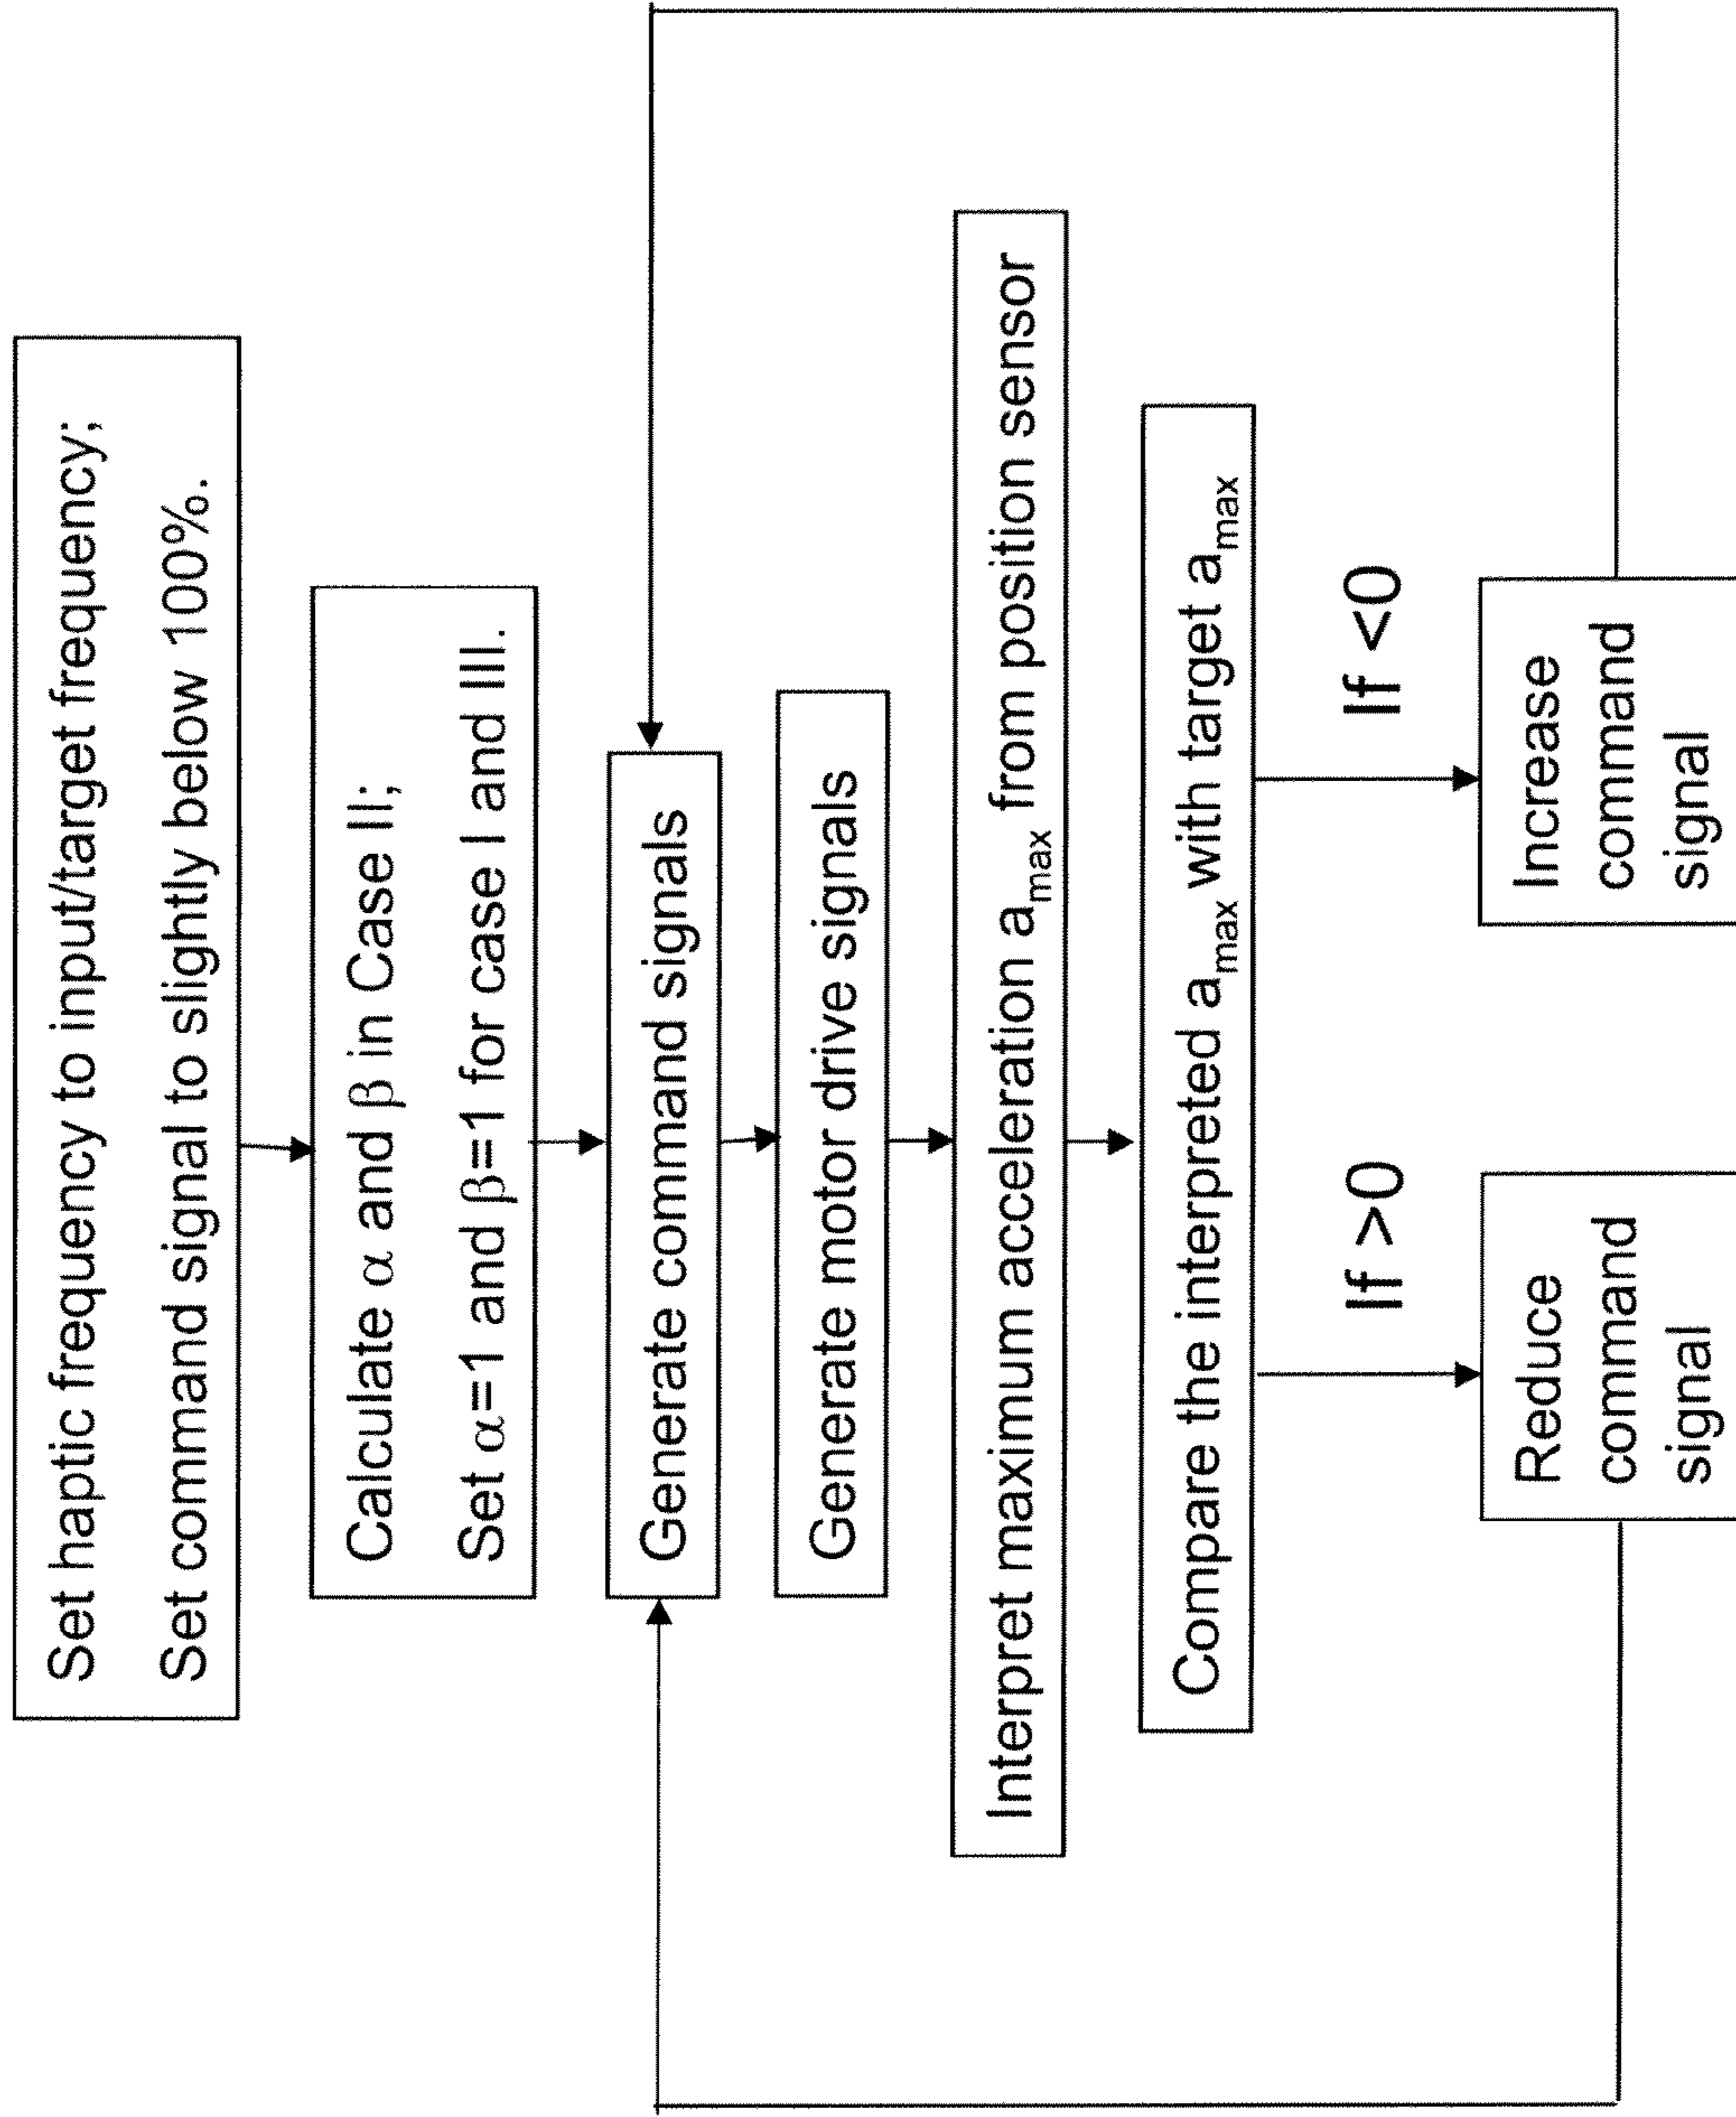 Set haptic frequency to input/target frequency;
Set command signal to slightly below 100%.
Calculate α and β in Case II;
Set α=1 and β=1 for case I and III.
Generate command signals
Generate motor drive signals
Interpret maximum acceleration amax from position sensor
Compare the interpreted amax with target amax
If >0
If <0
Reduce
command
signal
Increase
command
signal